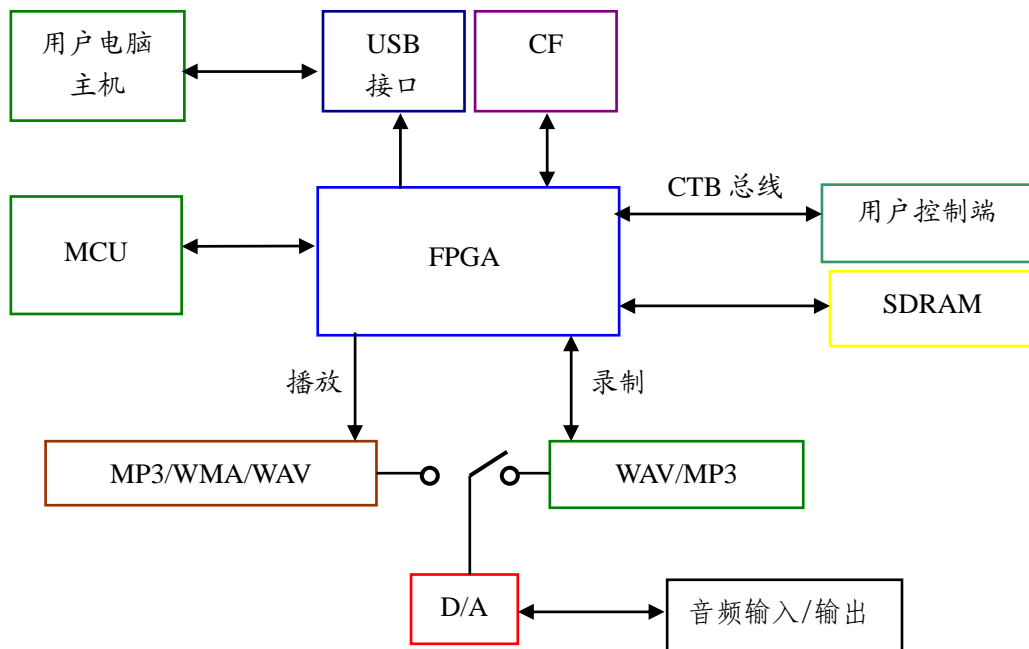 用户电脑
主机
USB
接口
CF
CTB 总线
用户控制端
MCU
FPGA
SDRAM
播放
录制
MP3/WMA/WAV
WAV/MP3
D/A
音频输入/输出